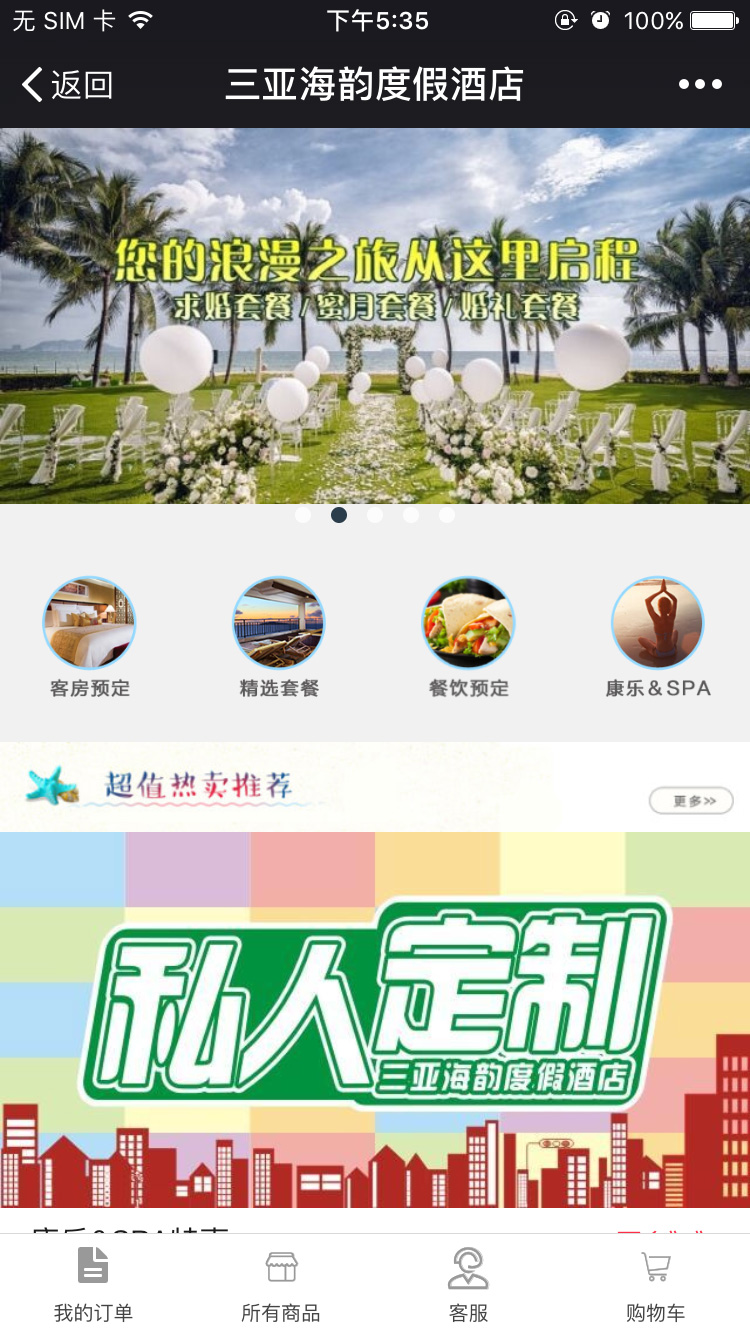 无 SIM 卡
下午5:35
100%
返回
三亚海韵度假酒店
您的浪漫之旅从这里启程
求婚套餐 / 蜜月套餐 / 婚礼套餐
客房预定
精选套餐
餐饮预定
康乐&SPA
超值热卖推荐
更多>>
私人定制
三亚海韵度假酒店
我的订单
所有商品
客服
购物车